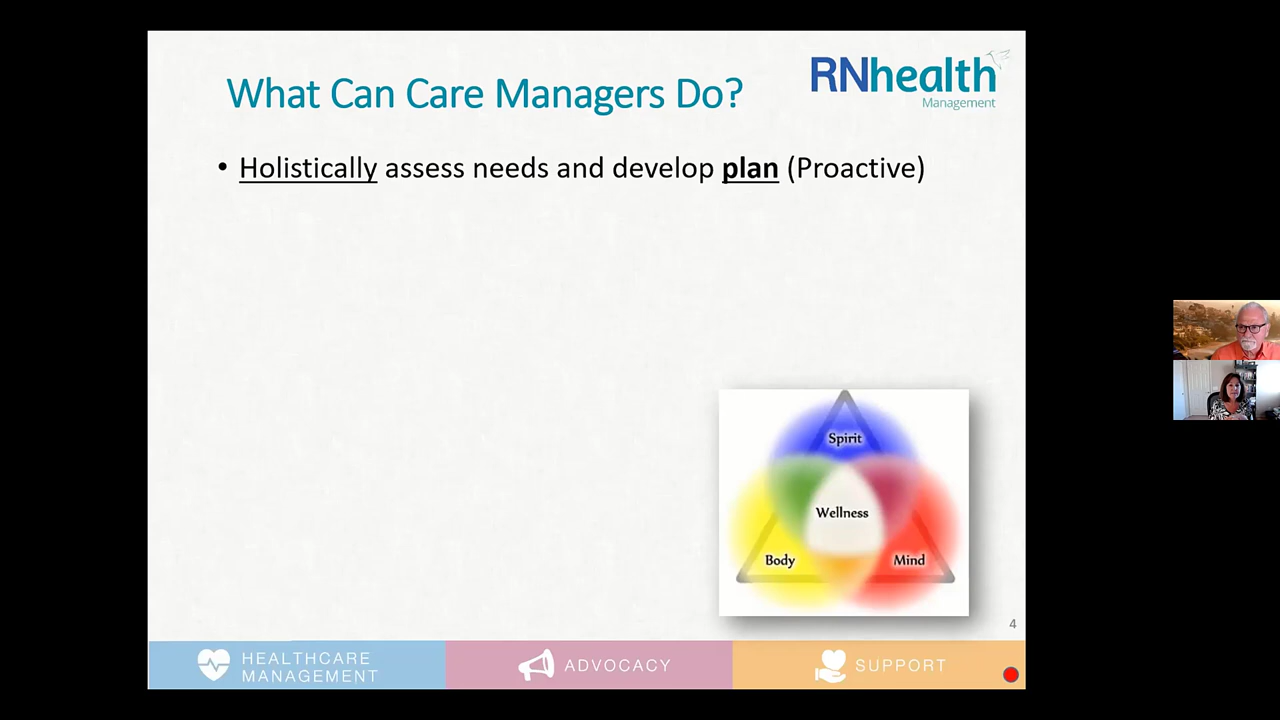 What Can Care Managers Do?
RNhealth
Management
• Holistically assess needs and develop plan (Proactive)
Spirit
Wellness
Body
Mind
4
HEALTHCARE
MANAGEMENT
ADVOCACY
SUPPORT